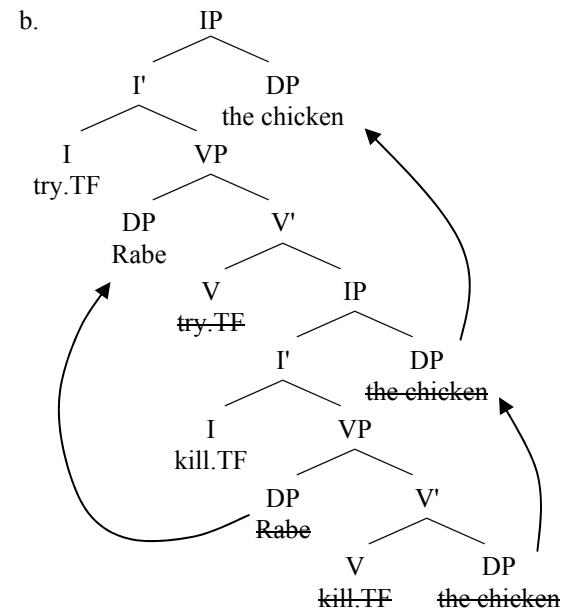 b. IP
I' DP
the chicken
I VP
try.TF
DP V'
Rabe
V IP
try.TF
I' DP
the chicken
I VP
kill.TF
DP V'
Rabe
V DP
kill.TF the chicken